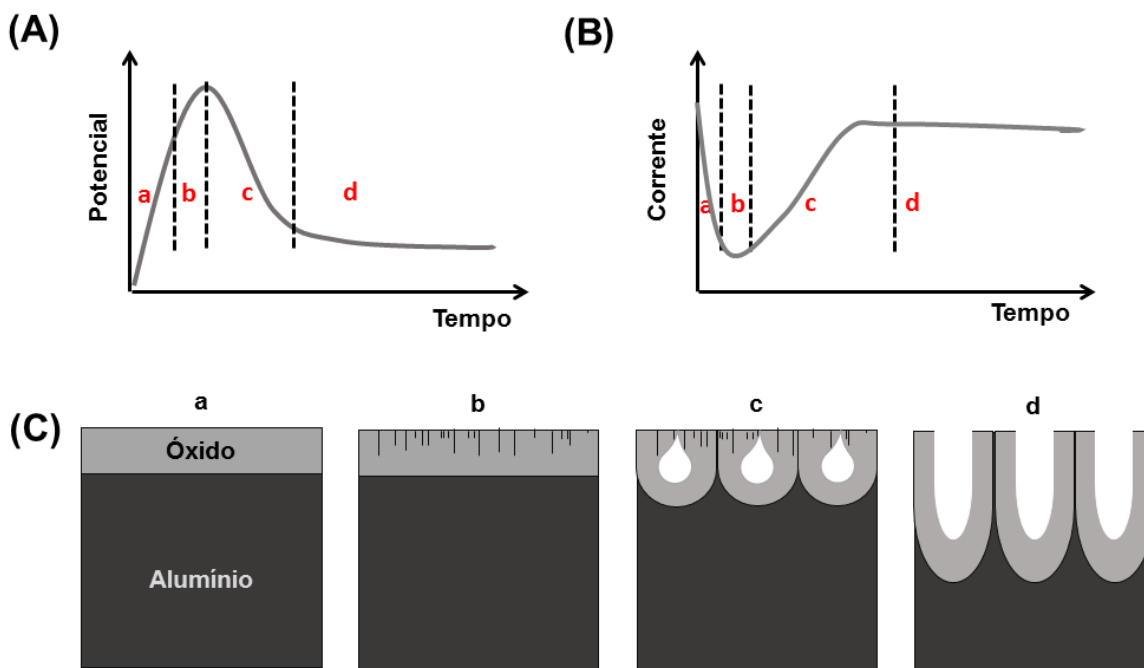 (A)
Potencial
a
b
c
d
Tempo
(B)
Corrente
a
b
c
d
Tempo
(C)
a
Óxido
Alumínio
b
c
d